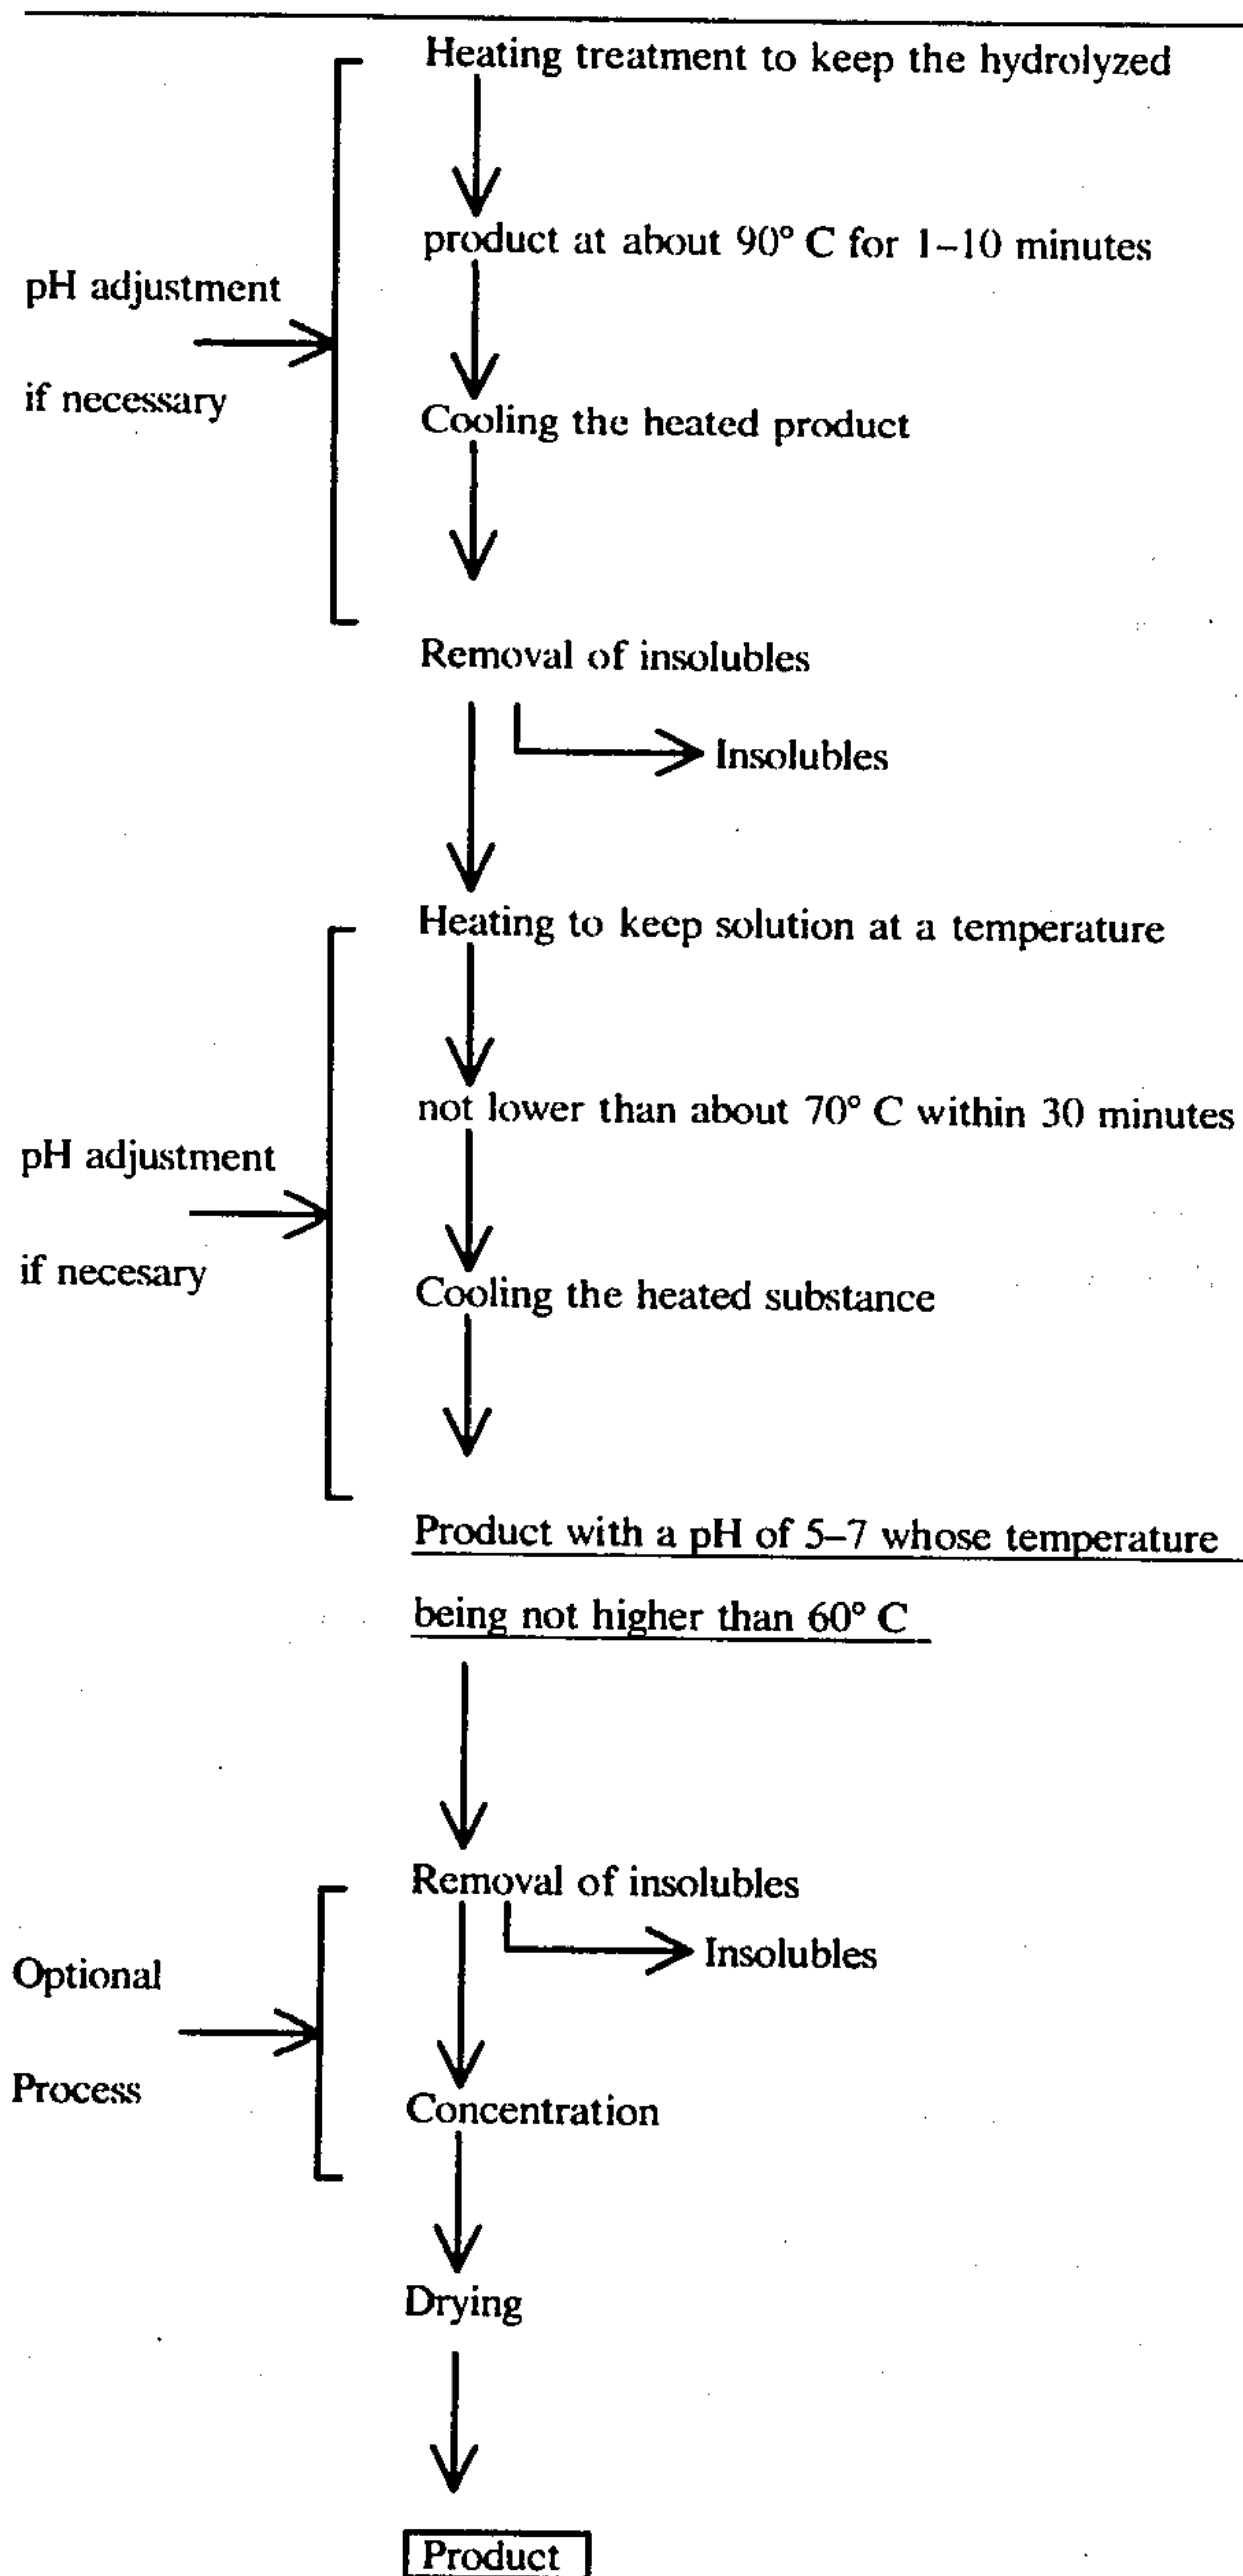 Heating treatment to keep the hydrolyzed
product at about 90° C for 1–10 minutes
pH adjustment
if necessary
Cooling the heated product
Removal of insolubles
Insolubles
Heating to keep solution at a temperature
not lower than about 70° C within 30 minutes
pH adjustment
if necesary
Cooling the heated substance
Product with a pH of 5–7 whose temperature
being not higher than 60° C
Removal of insolubles
Insolubles
Optional
Process
Concentration
Drying
Product